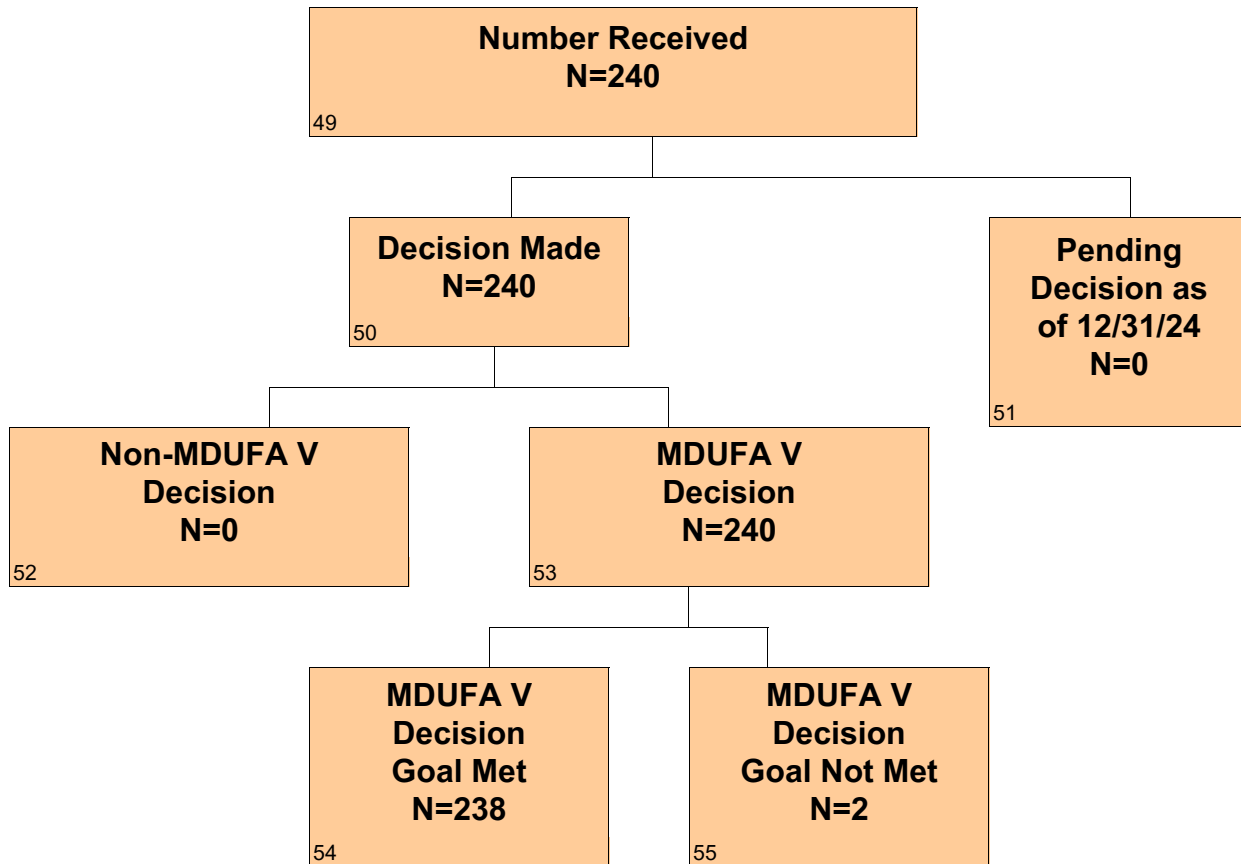 Number Received
N=240
49
Decision Made
N=240
50
Pending
Decision as
of 12/31/24
N=0
51
Non-MDUFA V
Decision
N=0
52
MDUFA V
Decision
N=240
53
MDUFA V
Decision
Goal Met
N=238
54
MDUFA V
Decision
Goal Not Met
N=2
55